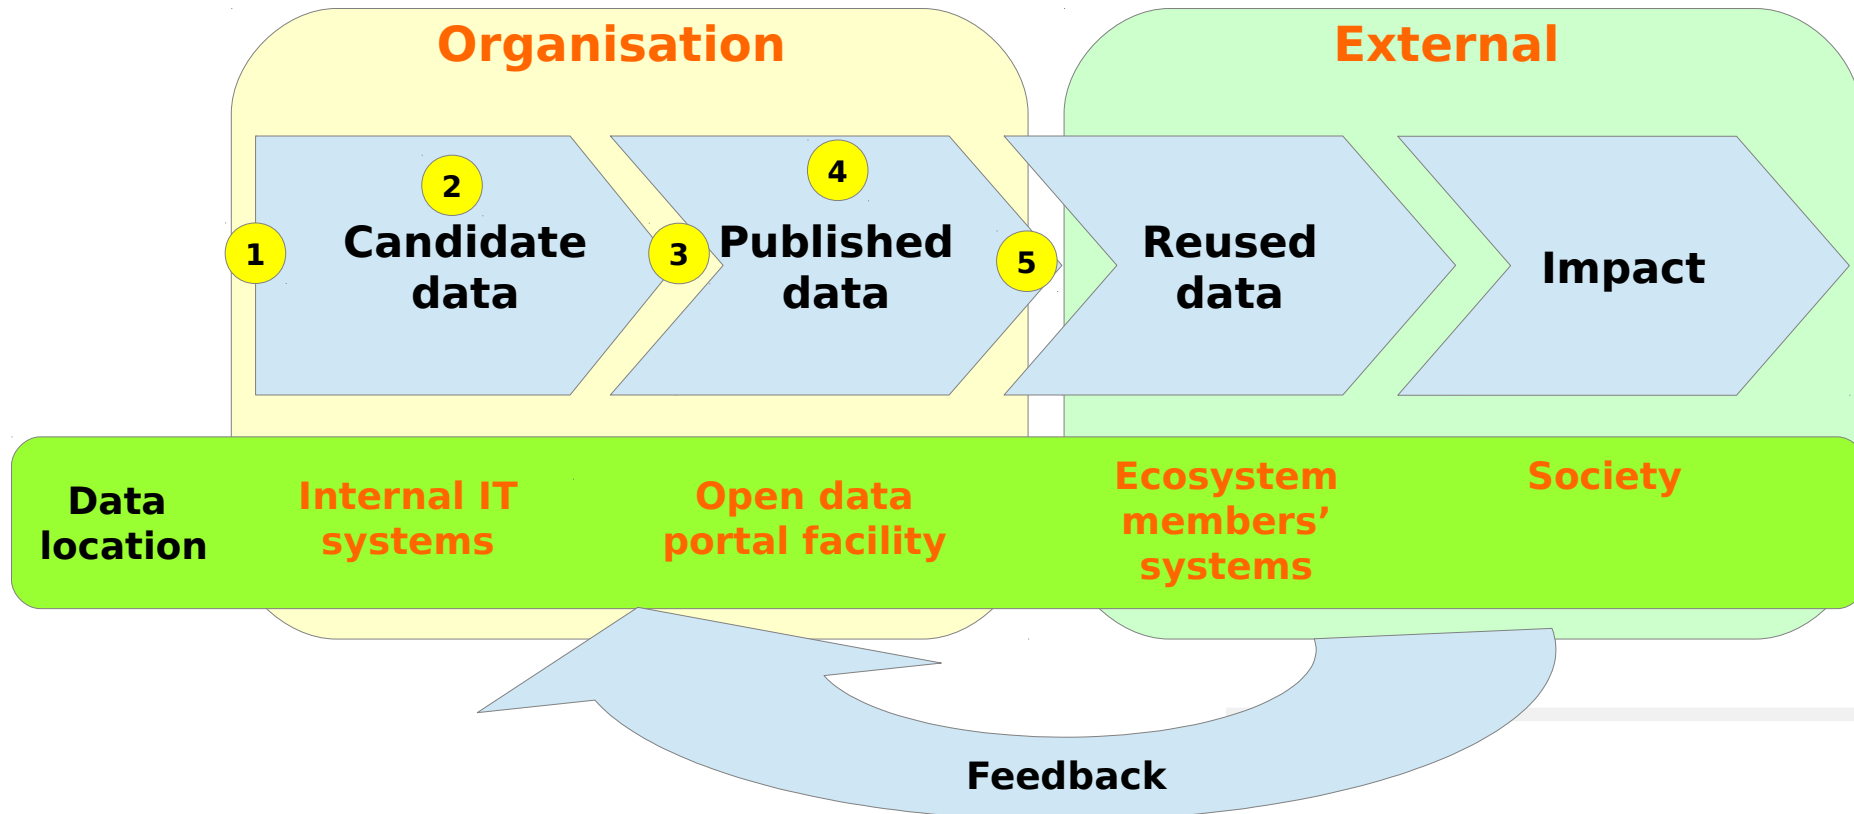 Organisation
External
1
2
Candidate
data
3
4
Published
data
5
Reused
data
Impact
Data
location
Internal IT
systems
Open data
portal facility
Ecosystem
members’
systems
Society
Feedback